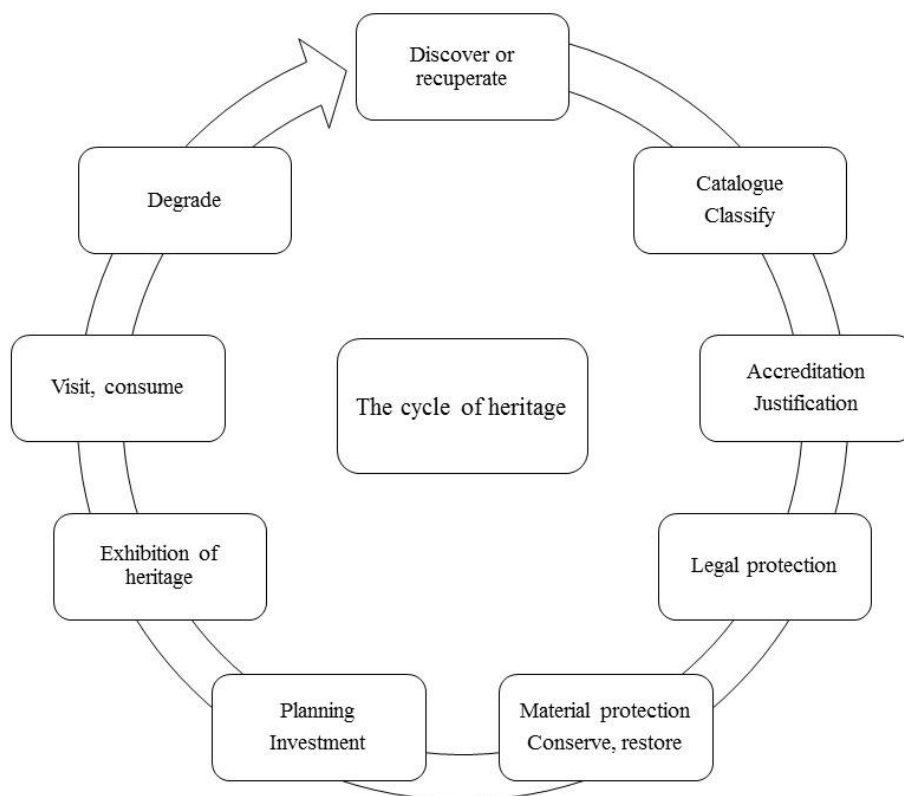 Discover or
recuperate
Catalogue
Classify
Accreditation
Justification
Legal protection
Material protection
Conserve, restore
Planning
Investment
Exhibition of
heritage
Visit, consume
Degrade
The cycle of heritage